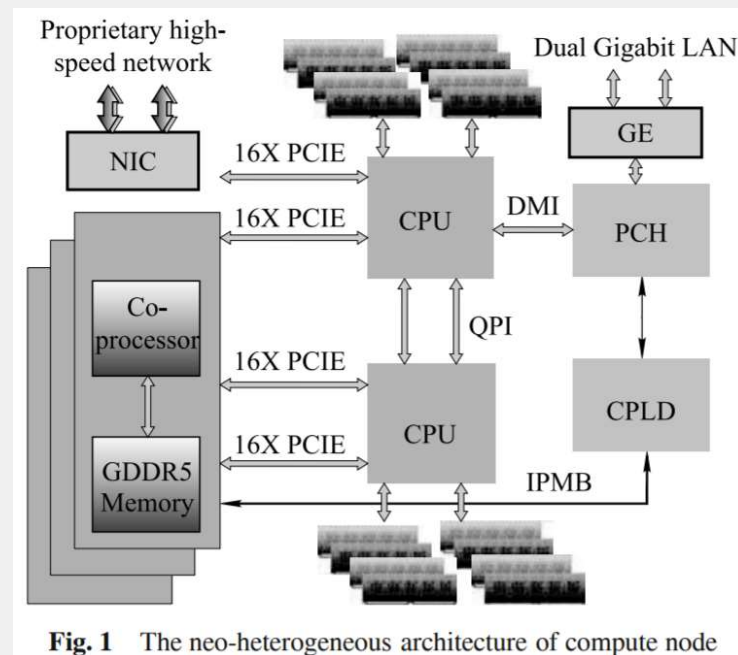 Proprietary high-
speed network
Dual Gigabit LAN
NIC
GE
16X PCIE
16X PCIE
CPU
DMI
PCH
Co-
processor
QPI
16X PCIE
CPU
CPLD
16X PCIE
GDDR5
Memory
IPMB
Fig. 1 The neo-heterogeneous architecture of compute node